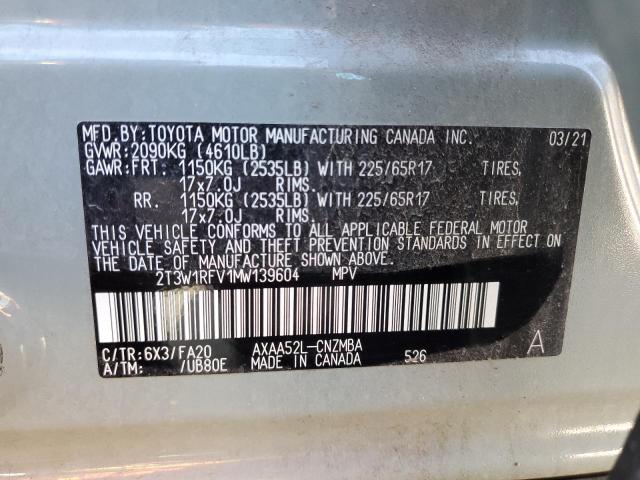 MFD. BY: TOYOTA MOTOR MANUFACTURING CANADA INC. 03/21
GVWR: 2090KG (4610LB)
GAWR: FRT. 1150KG (2535LB) WITH 225/65R17 TIRES,
17x7.0J RIMS.
RR. 1150KG (2535LB) WITH 225/65R17 TIRES,
17x7.0J RIMS.
THIS VEHICLE CONFORMS TO ALL APPLICABLE FEDERAL MOTOR
VEHICLE SAFETY AND THEFT PREVENTION STANDARDS IN EFFECT
ON THE DATE OF MANUFACTURE SHOWN ABOVE.
2T3W1RFV1MW139604 MPV
C/TR: 6X3/FA20 AXAA52L-CNZMBA 526 A
A/TM: /UB80E MADE IN CANADA